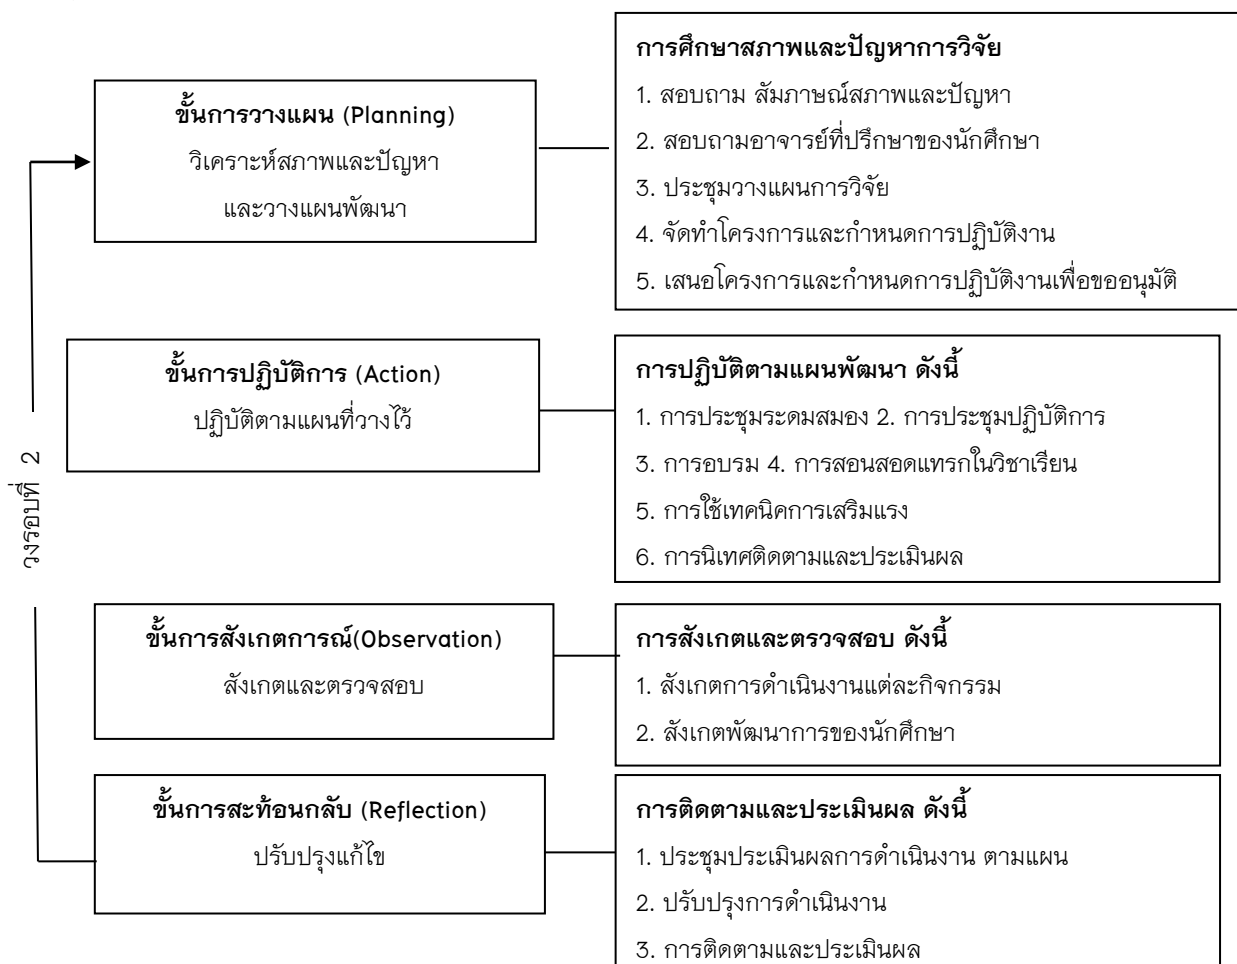 ขั้นการวางแผน (Planning)
วิเคราะห์สภาพและปัญหา
และวางแผนพัฒนา
การศึกษาสภาพและปัญหาการวิจัย
1. สอบถาม สัมภาษณ์สภาพและปัญหา
2. สอบถามอาจารย์ที่ปรึกษาของนักศึกษา
3. ประชุมวางแผนการวิจัย
4. จัดทำโครงการและกำหนดการปฏิบัติงาน
5. เสนอโครงการและกำหนดการปฏิบัติงานเพื่อขออนุมัติ
ขั้นการปฏิบัติการ (Action)
ปฏิบัติตามแผนที่วางไว้
การปฏิบัติตามแผนพัฒนา ดังนี้
1. การประชุมระดมสมอง 2. การประชุมปฏิบัติการ
3. การอบรม 4. การสอนสอดแทรกในวิชาเรียน
5. การใช้เทคนิคการเสริมแรง
6. การนิเทศติดตามและประเมินผล
วงรอบที่ 2
ขั้นการสังเกตการณ์(Observation)
สังเกตและตรวจสอบ
การสังเกตและตรวจสอบ ดังนี้
1. สังเกตการดำเนินงานแต่ละกิจกรรม
2. สังเกตพัฒนาการของนักศึกษา
ขั้นการสะท้อนกลับ (Reflection)
ปรับปรุงแก้ไข
การติดตามและประเมินผล ดังนี้
1. ประชุมประเมินผลการดำเนินงาน ตามแผน
2. ปรับปรุงการดำเนินงาน
3. การติดตามและประเมินผล